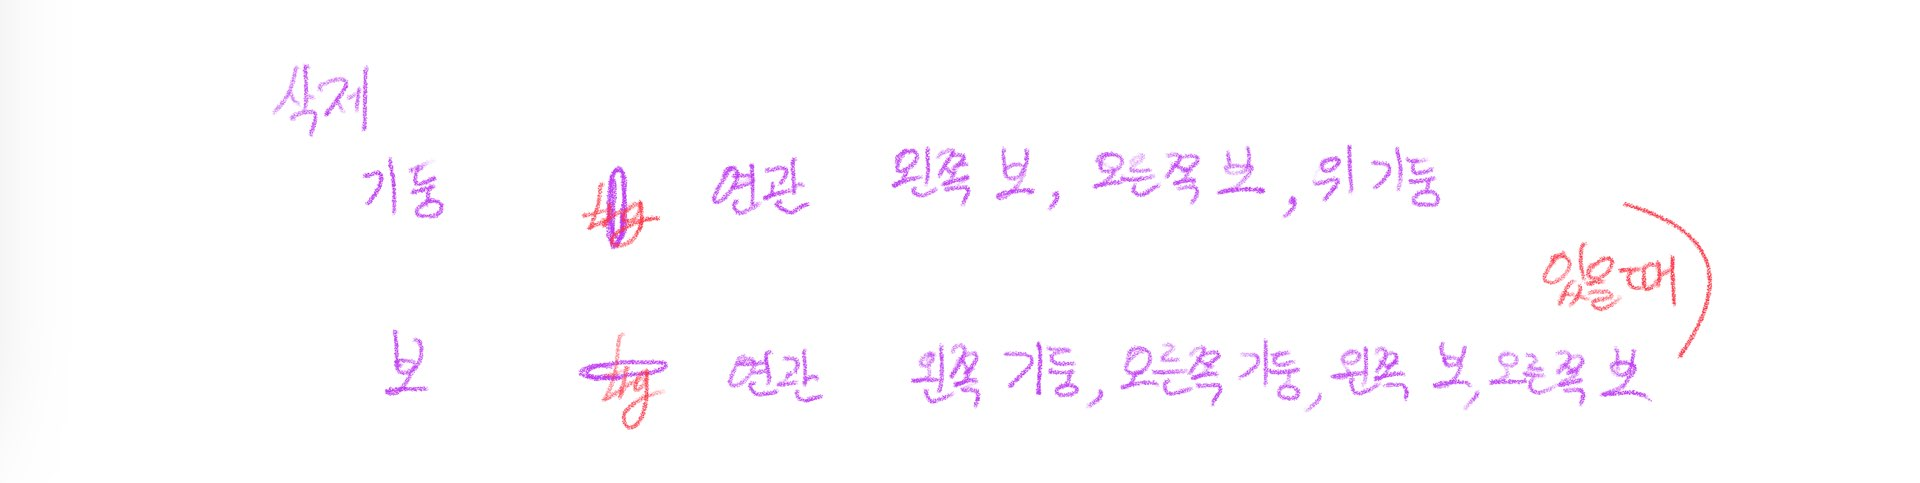 삭제
기둥 연관 왼쪽 보, 오른쪽 보, 위 기둥
있을때
보 연관 왼쪽 기둥, 오른쪽 기둥, 왼쪽 보, 오른쪽 보